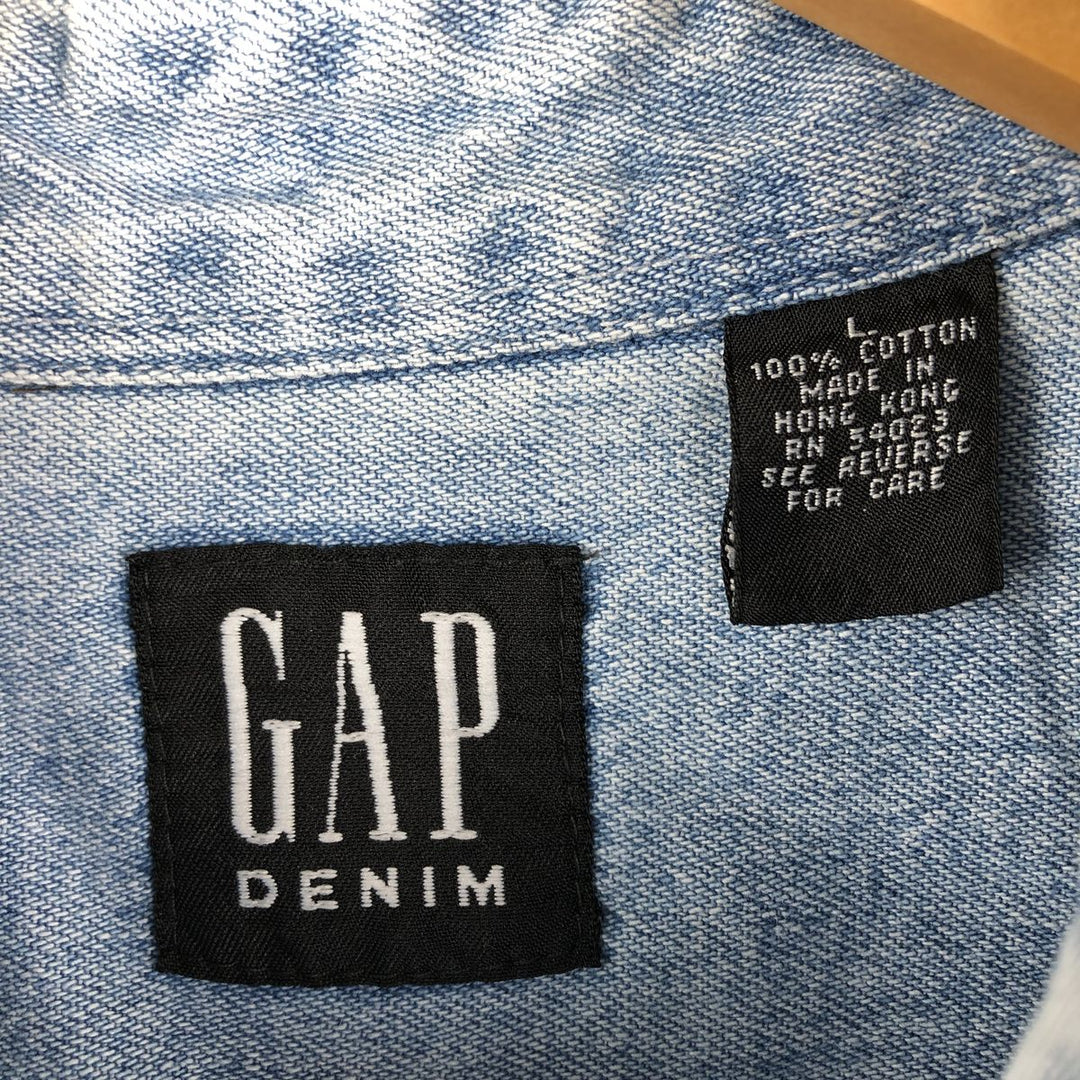 L.
100% COTTON
MADE IN
HONG KONG
RN 54023
SEE REVERSE
FOR CARE
GAP
DENIM